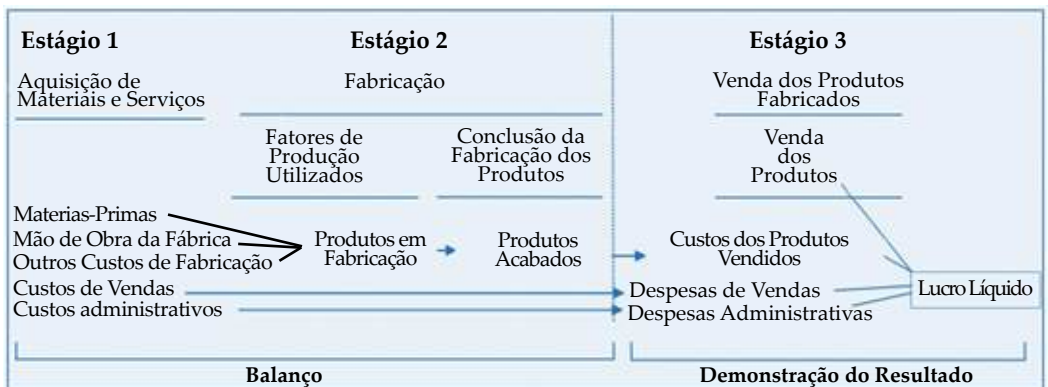 Estágio 1
Estágio 2
Estágio 3
Aquisição de
Materiais e Serviços
Fabricação
Venda dos Produtos
Fabricados
Fatores de
Produção
Utilizados
Conclusão da
Fabricação dos
Produtos
Venda
dos
Produtos
Materias-Primas
Mão de Obra da Fábrica
Outros Custos de Fabricação
Produtos em
Fabricação
Produtos
Acabados
Custos dos Produtos
Vendidos
Custos de Vendas
Custos administrativos
Despesas de Vendas
Despesas Administrativas
Lucro Líquido
Balanço
Demonstração do Resultado